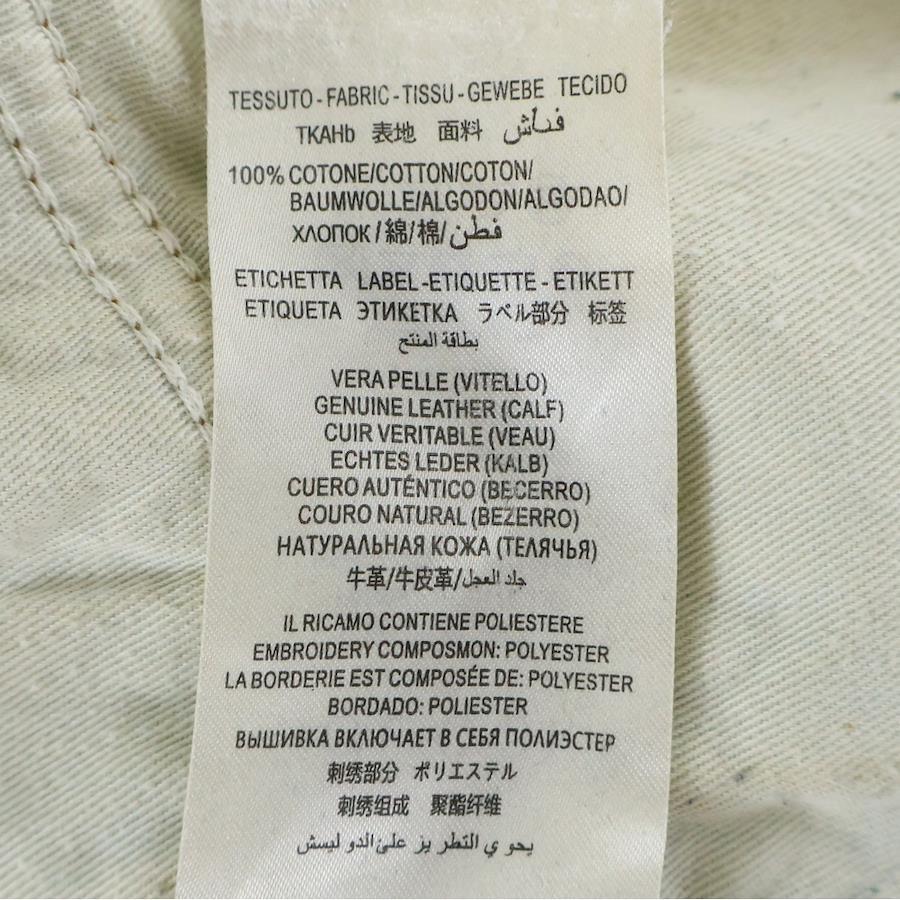 TESSUTO - FABRIC - TISSU - GEWEBE TECIDO
TKAHb 表地 面料 قناش
100% COTONE/COTTON/COTON/
BAUMWOLLE/ALGODON/ALGODAO/
ХЛОПОК/綿/棉/قطن
ETICHETTA LABEL-ETIQUETTE - ETIKETT
ETIQUETA ЭТИКЕТКА ラベル部分 标签
بطاقة المنتج
VERA PELLE (VITELLO)
GENUINE LEATHER (CALF)
CUIR VERITABLE (VEAU)
ECHTES LEDER (KALB)
CUERO AUTÉNTICO (BECERRO)
COURO NATURAL (BEZERRO)
НАТУРАЛЬНАЯ КОЖА (ТЕЛЯЧЬЯ)
牛革/牛皮革/جلد العجل
IL RICAMO CONTIENE POLIESTERE
EMBROIDERY COMPOSMON: POLYESTER
LA BORDERIE EST COMPOSÉE DE: POLYESTER
BORDADO: POLIESTER
ВЫШИВКА ВКЛЮЧАЕТ В СЕБЯ ПОЛИЭСТЕР
刺绣部分 ポリエステル
刺绣组成 聚酯纤维
يحوي التطريز على الدو ليسش